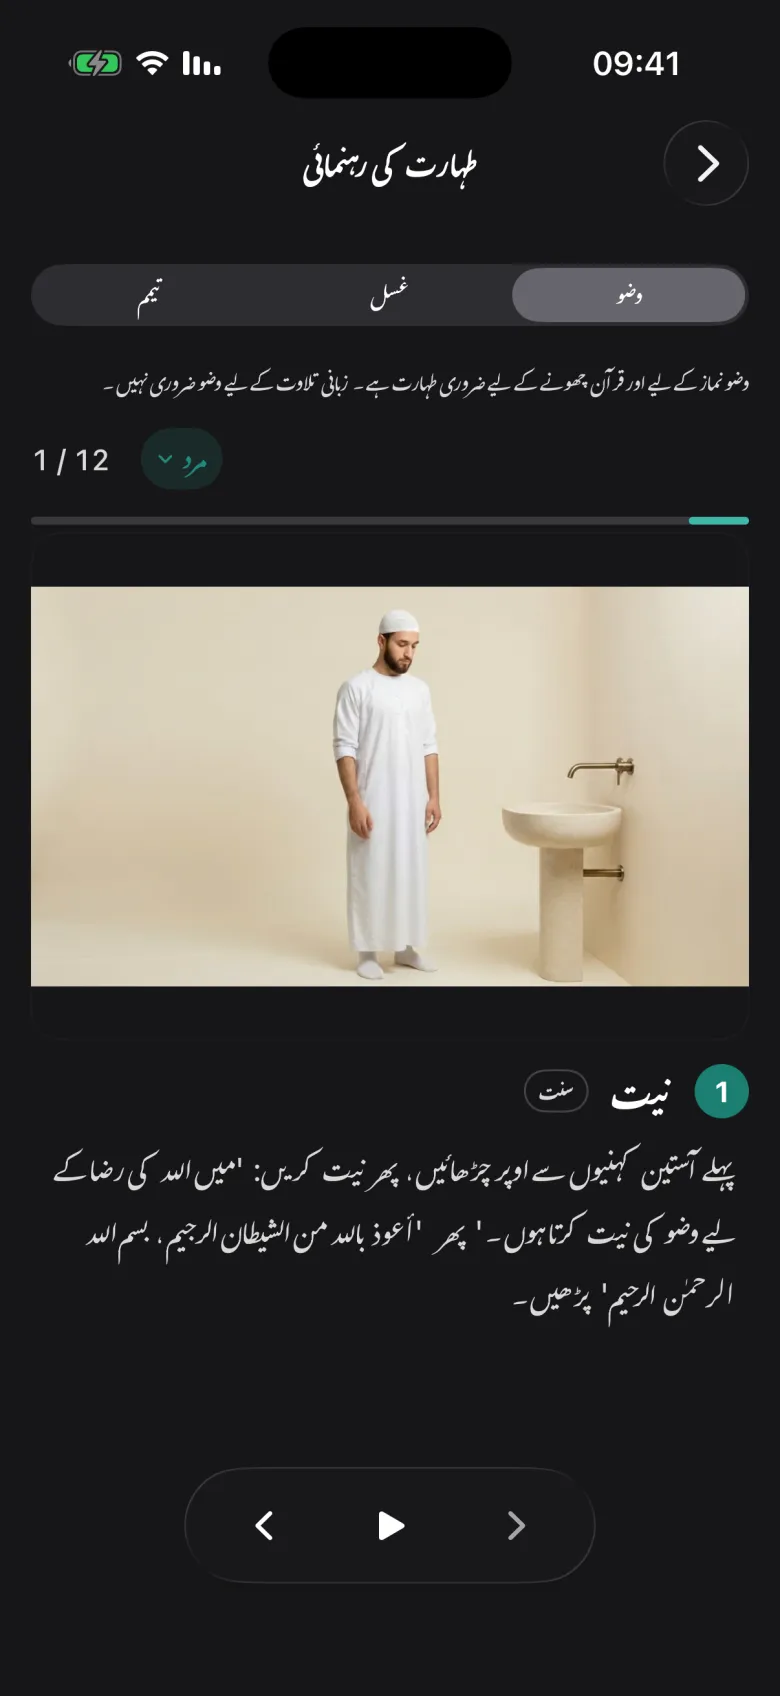 09:41
طہارت کی رہنمائی
وضو
غسل
تیمم
وضو نماز کے لیے اور قرآن چھونے کے لیے ضروری طہارت ہے۔ زبانی تلاوت کے لیے وضو ضروری نہیں۔
مرد
1 / 12
1 نیت سنت
پہلے آستین کہنیوں سے اوپر چڑھائیں، پھر نیت کریں: 'میں اللہ کی رضا کے
لیے وضو کی نیت کرتا ہوں۔' پھر 'أعوذ باللہ من الشیطان الرجیم، بسم اللہ
الرحمٰن الرحیم' پڑھیں۔